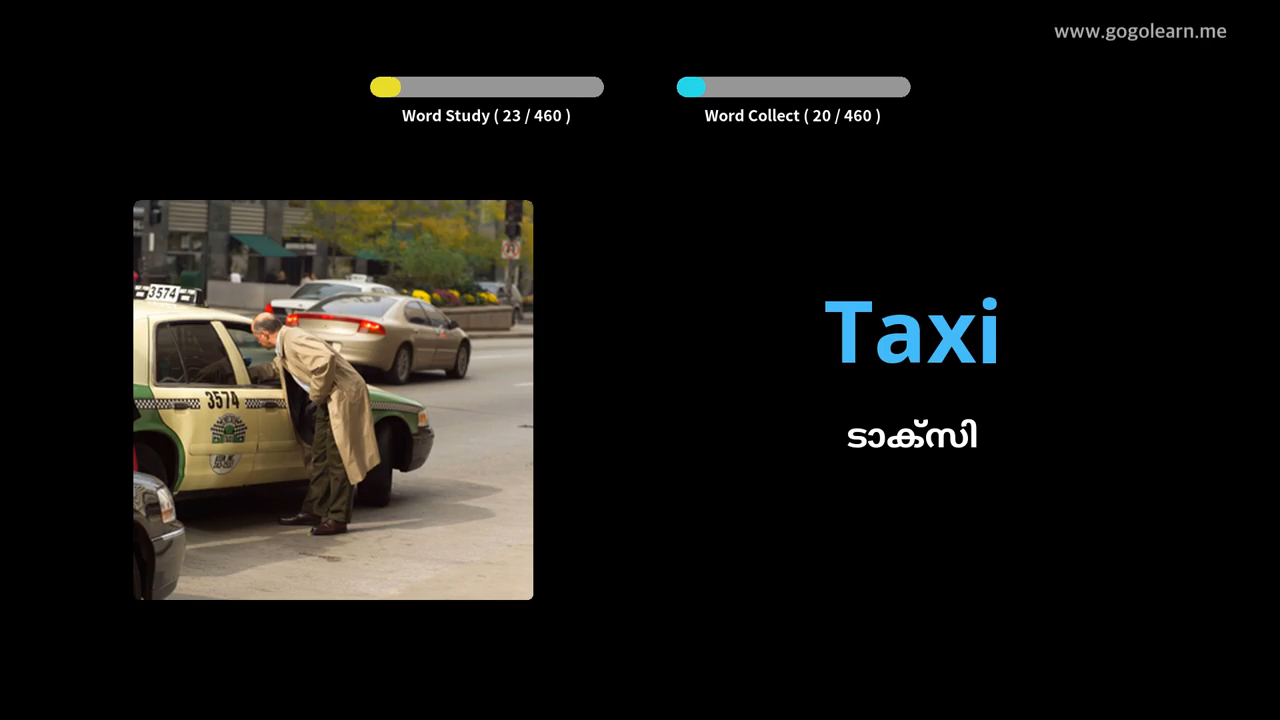 www.gogolearn.me
Word Study ( 23 / 460 )
Word Collect ( 20 / 460 )
3574
3574
Taxi
ടാക്സി